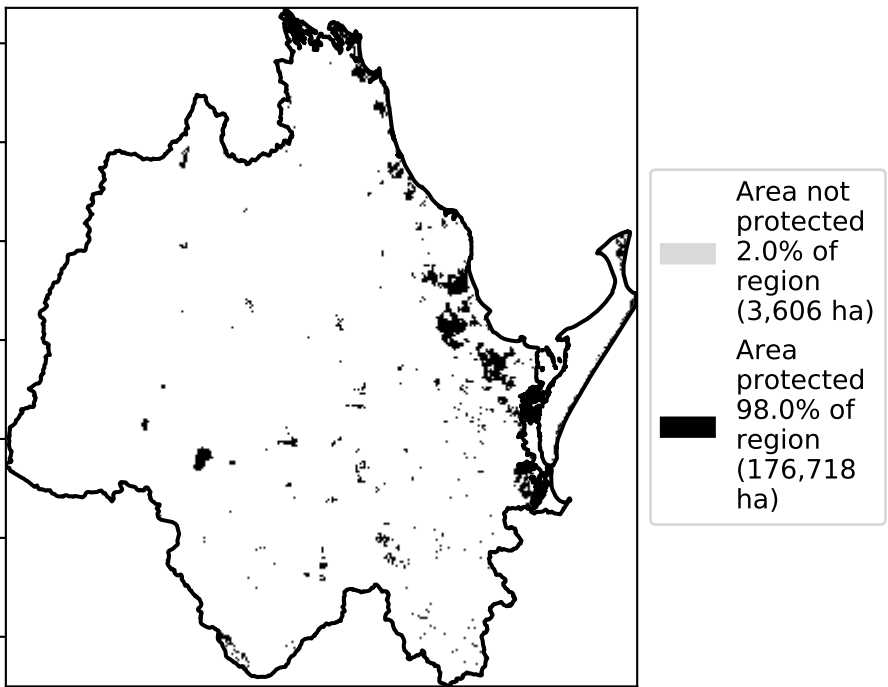 Area not
protected
2.0% of
region
(3,606 ha)
Area
protected
98.0% of
region
(176,718
ha)